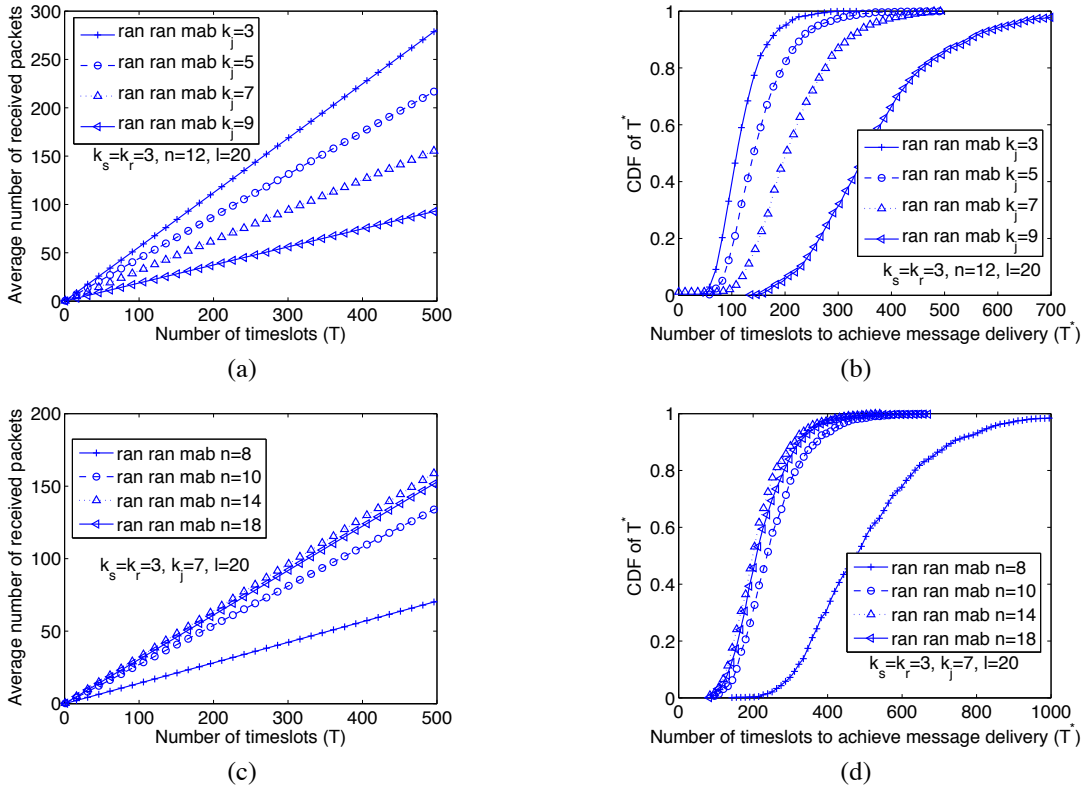 300
250
200
150
100
50
0
0 100 200 300 400 500
Average number of received packets
Number of timeslots (T)
ran ran mab k_j=3
ran ran mab k_j=5
ran ran mab k_j=7
ran ran mab k_j=9
k_s=k_r=3, n=12, l=20
(a)
1
0.8
0.6
0.4
0.2
0
0 100 200 300 400 500 600 700
CDF of T*
Number of timeslots to achieve message delivery (T*)
ran ran mab k_j=3
ran ran mab k_j=5
ran ran mab k_j=7
ran ran mab k_j=9
k_s=k_r=3, n=12, l=20
(b)
200
150
100
50
0
0 100 200 300 400 500
Average number of received packets
Number of timeslots (T)
ran ran mab n=8
ran ran mab n=10
ran ran mab n=14
ran ran mab n=18
k_s=k_r=3, k_j=7, l=20
(c)
1
0.8
0.6
0.4
0.2
0
0 200 400 600 800 1000
CDF of T*
Number of timeslots to achieve message delivery (T*)
ran ran mab n=8
ran ran mab n=10
ran ran mab n=14
ran ran mab n=18
k_s=k_r=3, k_j=7, l=20
(d)